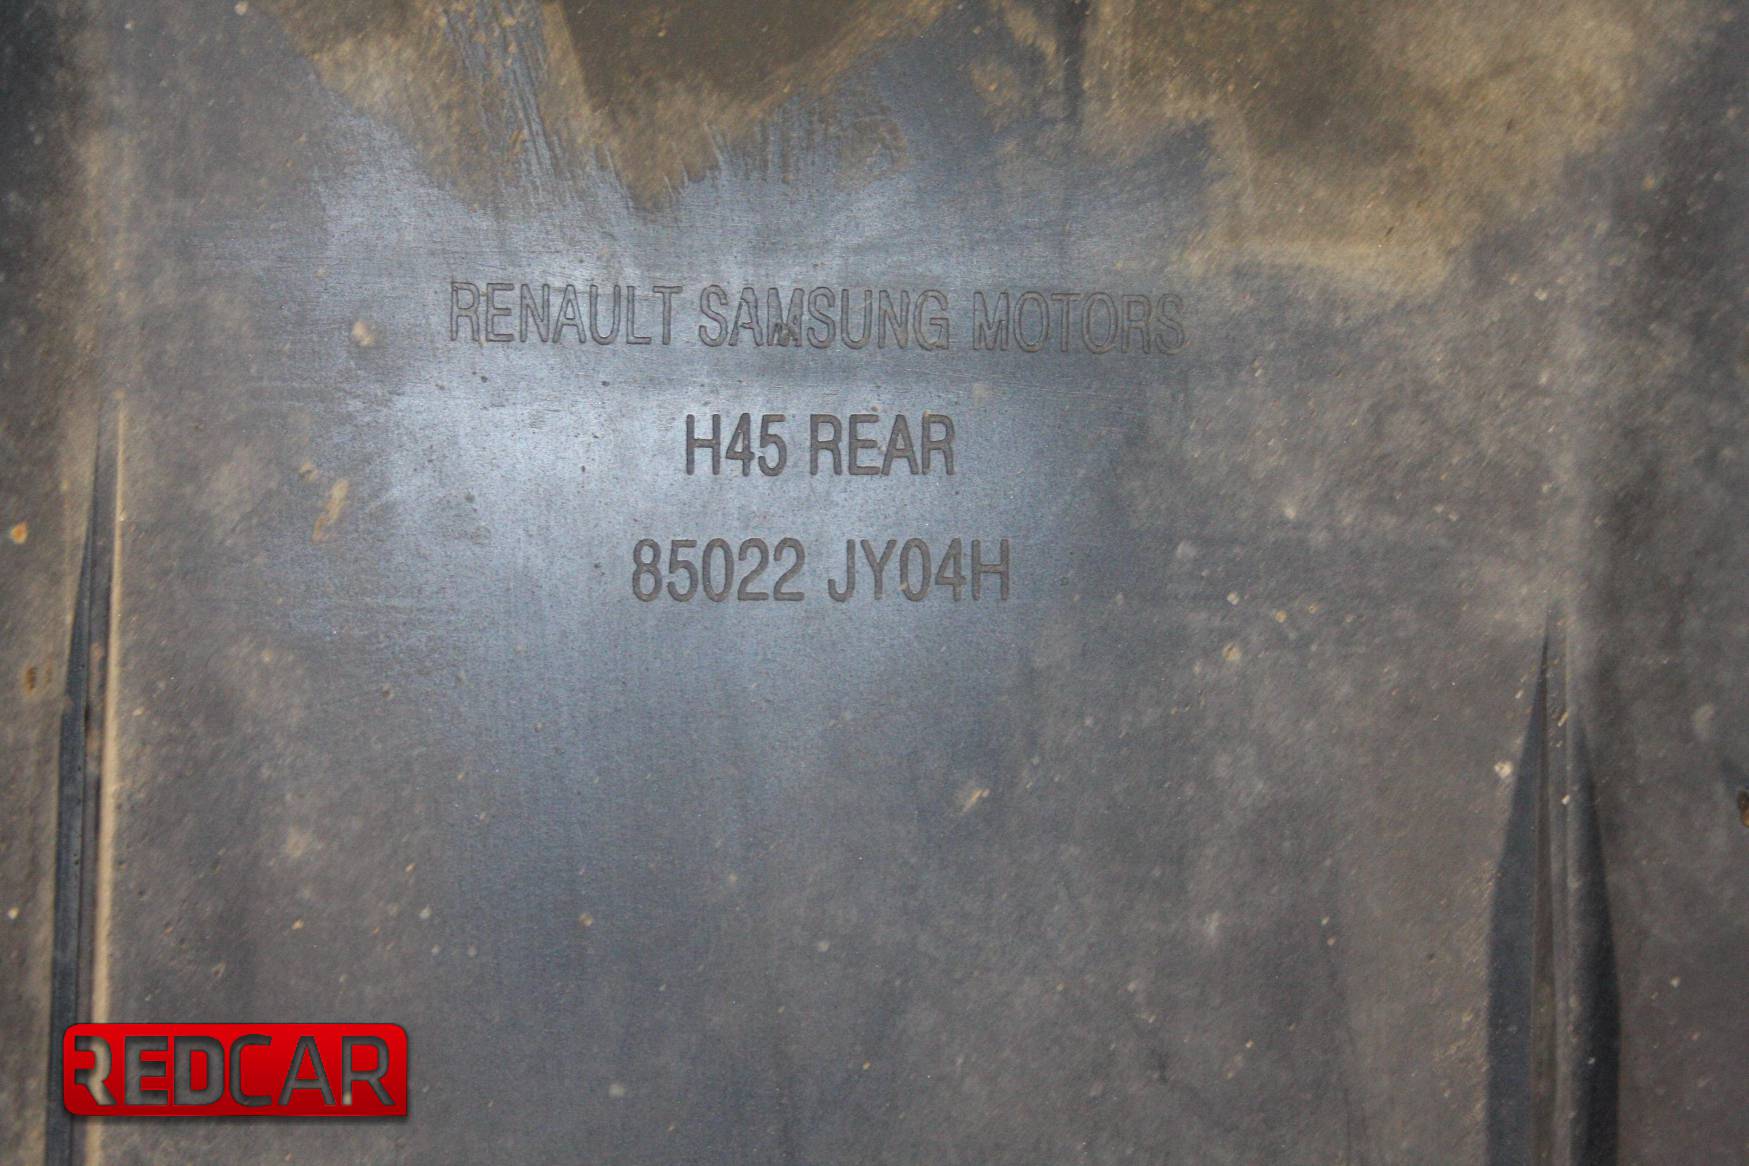 RENAULT SAMSUNG MOTORS
H45 REAR
85022 JY04H
REDCAR